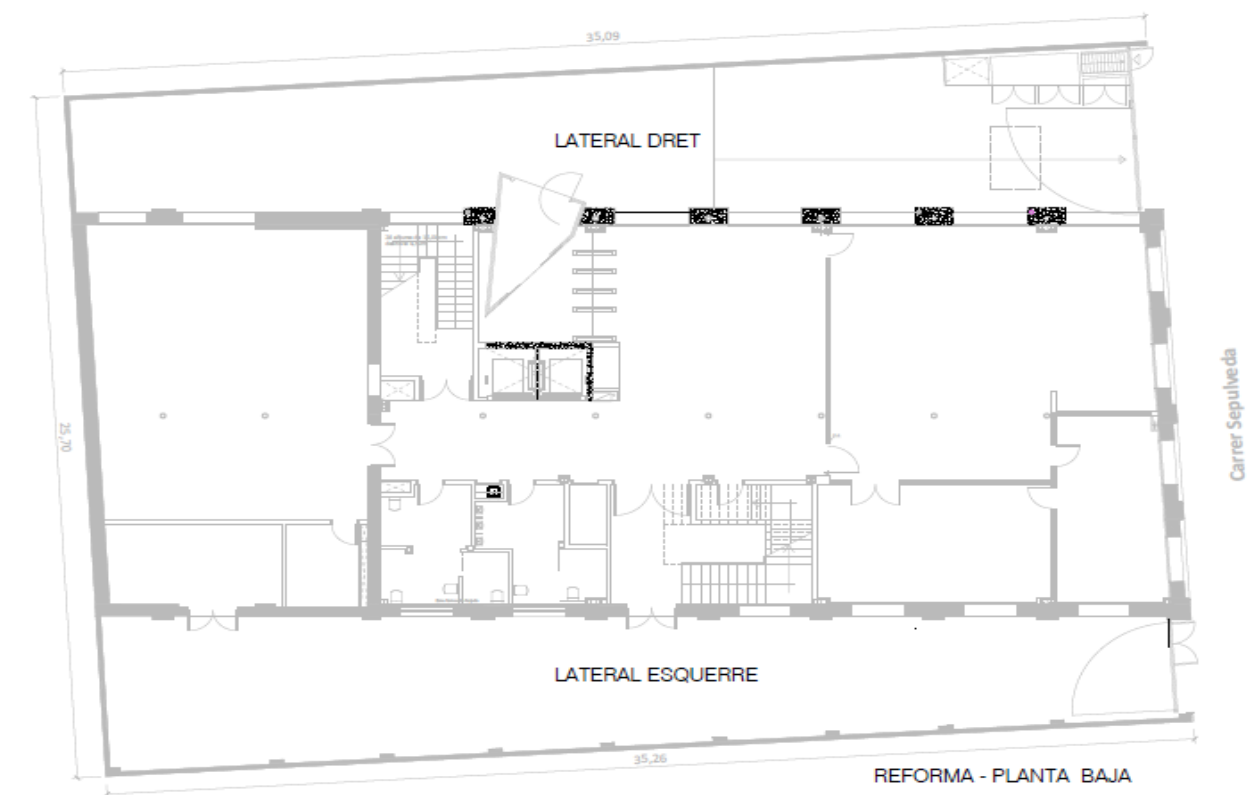 35,09
LATERAL DRET
25,70
Carrer Sepulveda
LATERAL ESQUERRE
35,26
REFORMA - PLANTA BAJA